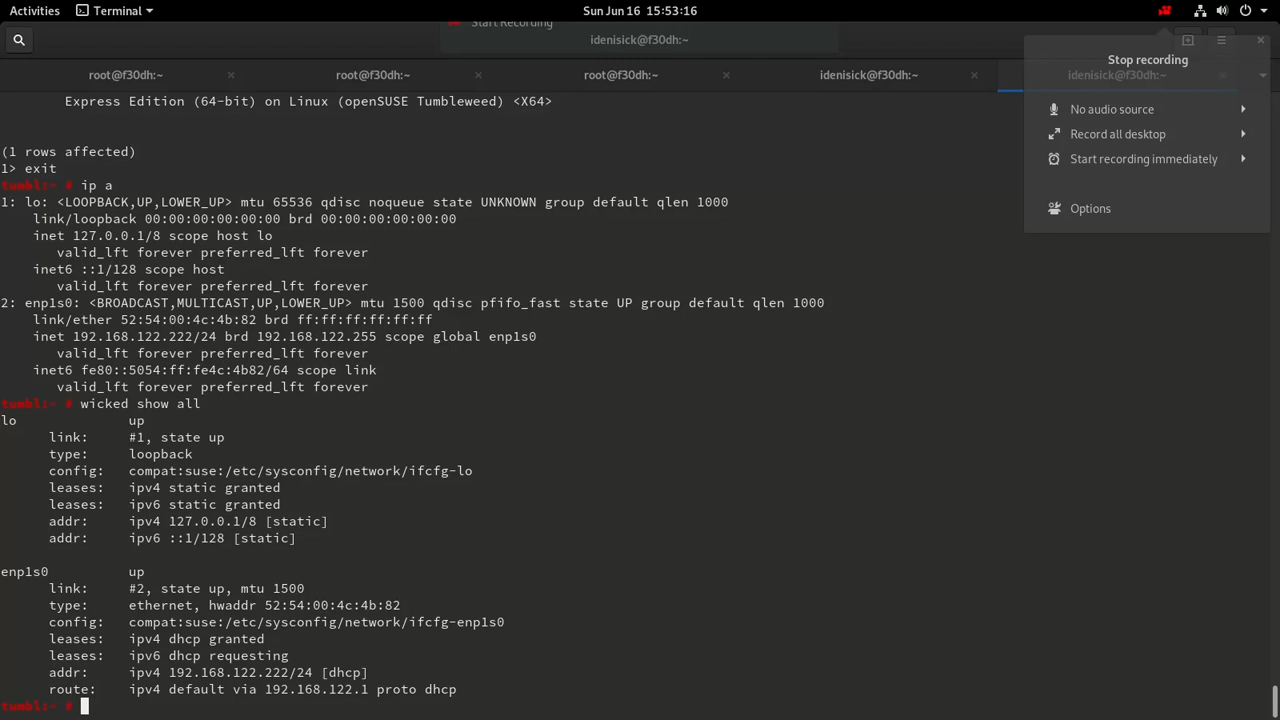 Activities Terminal Sun Jun 16 15:53:16
Start Recording
idenisick@f30dh:~
Stop recording
root@f30dh:~ root@f30dh:~ root@f30dh:~ idenisick@f30dh:~ idenisick@f30dh:~
No audio source
Record all desktop
Start recording immediately
Options
Express Edition (64-bit) on Linux (openSUSE Tumbleweed) <X64>
(1 rows affected)
1> exit
tumbl:~ # ip a
1: lo: <LOOPBACK,UP,LOWER_UP> mtu 65536 qdisc noqueue state UNKNOWN group default qlen 1000
link/loopback 00:00:00:00:00:00 brd 00:00:00:00:00:00
inet 127.0.0.1/8 scope host lo
valid_lft forever preferred_lft forever
inet6 ::1/128 scope host
valid_lft forever preferred_lft forever
2: enp1s0: <BROADCAST,MULTICAST,UP,LOWER_UP> mtu 1500 qdisc pfifo_fast state UP group default qlen 1000
link/ether 52:54:00:4c:4b:82 brd ff:ff:ff:ff:ff:ff
inet 192.168.122.222/24 brd 192.168.122.255 scope global enp1s0
valid_lft forever preferred_lft forever
inet6 fe80::5054:ff:fe4c:4b82/64 scope link
valid_lft forever preferred_lft forever
tumbl:~ # wicked show all
lo up
link: #1, state up
type: loopback
config: compat:suse:/etc/sysconfig/network/ifcfg-lo
leases: ipv4 static granted
leases: ipv6 static granted
addr: ipv4 127.0.0.1/8 [static]
addr: ipv6 ::1/128 [static]
enp1s0 up
link: #2, state up, mtu 1500
type: ethernet, hwaddr 52:54:00:4c:4b:82
config: compat:suse:/etc/sysconfig/network/ifcfg-enp1s0
leases: ipv4 dhcp granted
leases: ipv6 dhcp requesting
addr: ipv4 192.168.122.222/24 [dhcp]
route: ipv4 default via 192.168.122.1 proto dhcp
tumbl:~ #